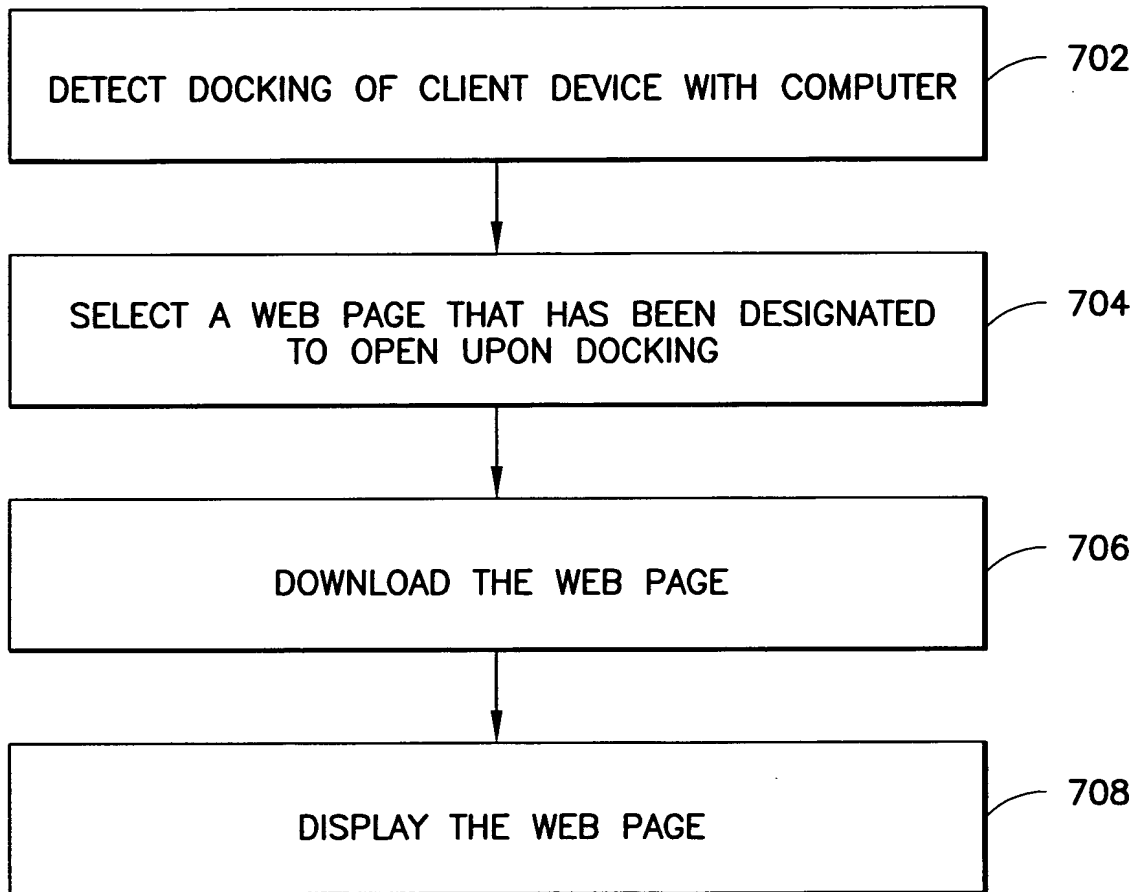 DETECT DOCKING OF CLIENT DEVICE WITH COMPUTER
702
SELECT A WEB PAGE THAT HAS BEEN DESIGNATED
TO OPEN UPON DOCKING
704
DOWNLOAD THE WEB PAGE
706
DISPLAY THE WEB PAGE
708